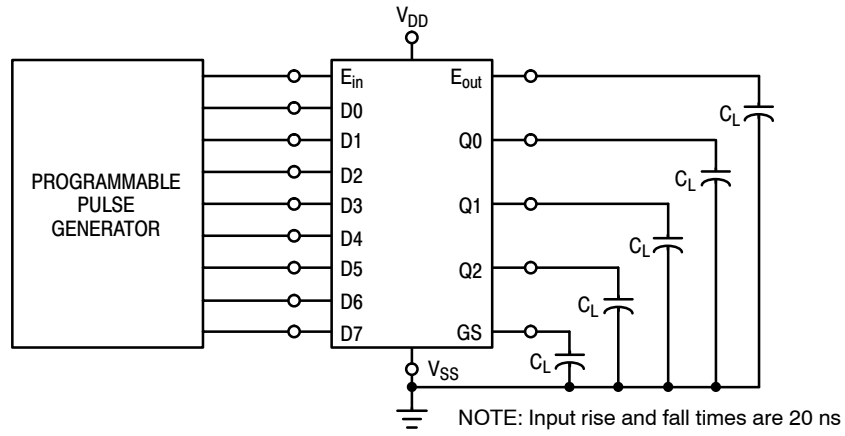 V_DD
PROGRAMMABLE
PULSE
GENERATOR
E_in
D0
D1
D2
D3
D4
D5
D6
D7
E_out
Q0
Q1
Q2
GS
C_L
C_L
C_L
C_L
C_L
V_SS
NOTE: Input rise and fall times are 20 ns